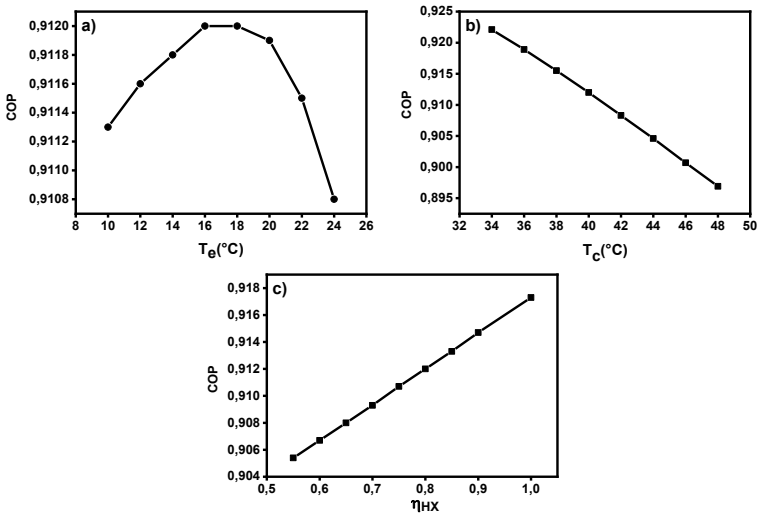 a)
COP
0,9120
0,9118
0,9116
0,9114
0,9112
0,9110
0,9108
8 10 12 14 16 18 20 22 24 26
Te(°C)
b)
COP
0,925
0,920
0,915
0,910
0,905
0,900
0,895
32 34 36 38 40 42 44 46 48 50
Tc(°C)
c)
COP
0,918
0,916
0,914
0,912
0,910
0,908
0,906
0,904
0,5 0,6 0,7 0,8 0,9 1,0
ηHX